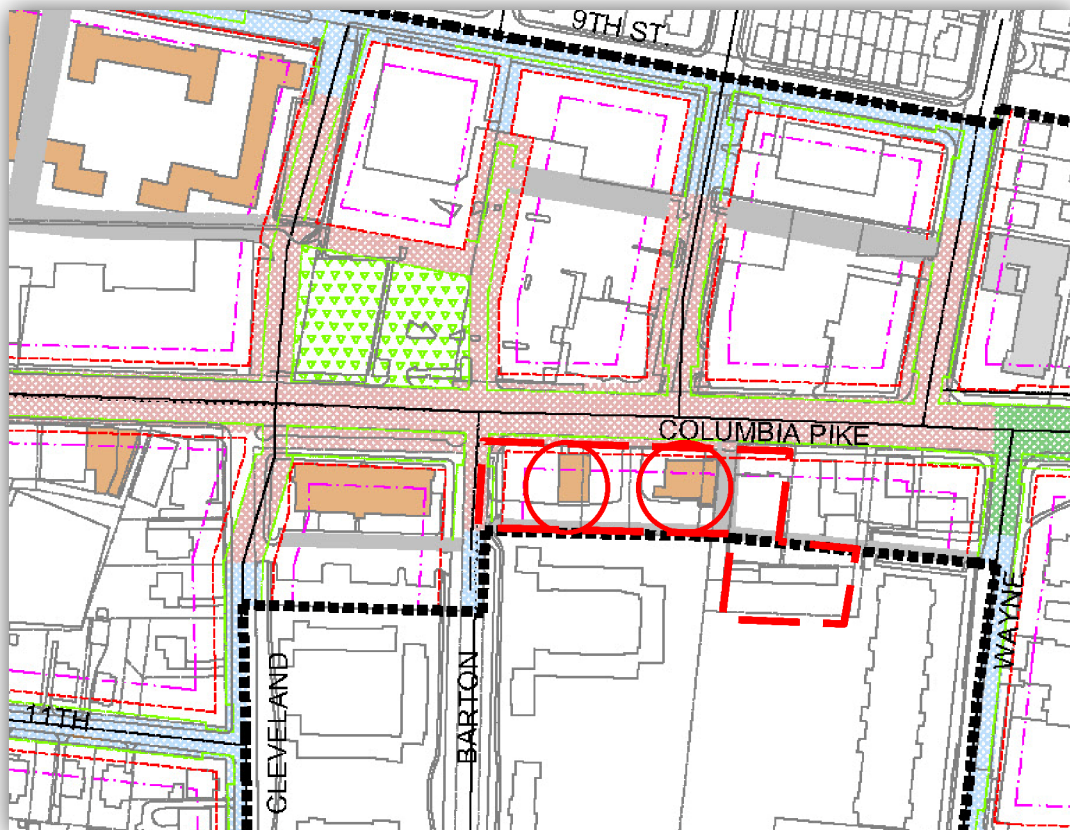 9TH ST.
COLUMBIA PIKE
WAYNE
11TH
CLEVELAND
BARTON